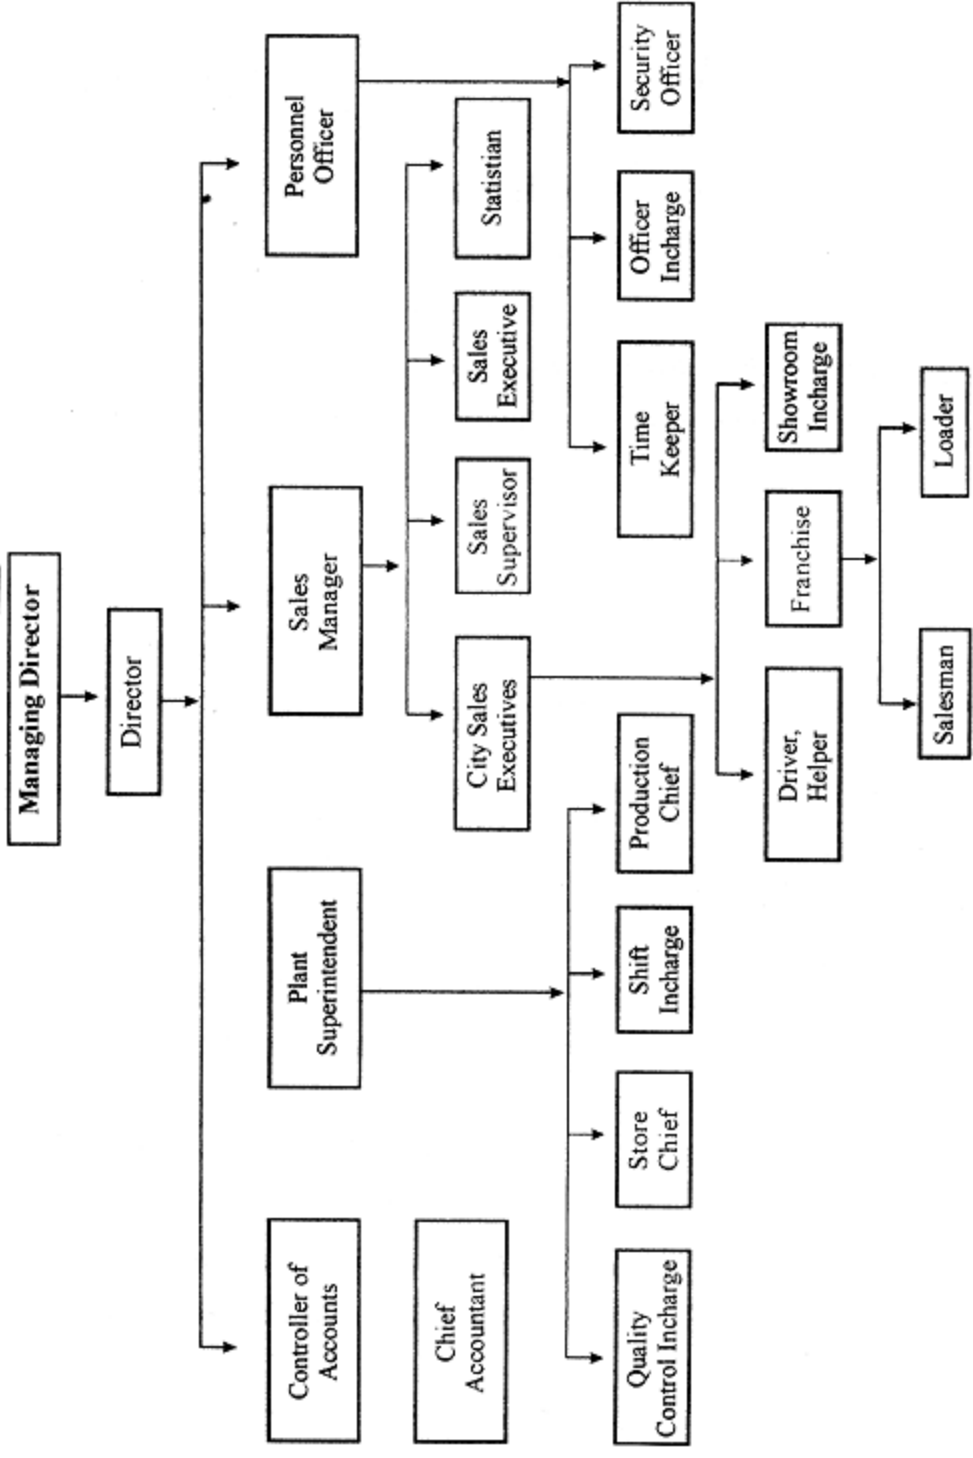 Managing Director
Director
Controller of
Accounts
Plant
Superintendent
Sales
Manager
Personnel
Officer
Chief
Accountant
City Sales
Executives
Sales
Supervisor
Sales
Executive
Statistian
Quality
Control Incharge
Store
Chief
Shift
Incharge
Production
Chief
Time
Keeper
Officer
Incharge
Security
Officer
Driver,
Helper
Franchise
Showroom
Incharge
Salesman
Loader